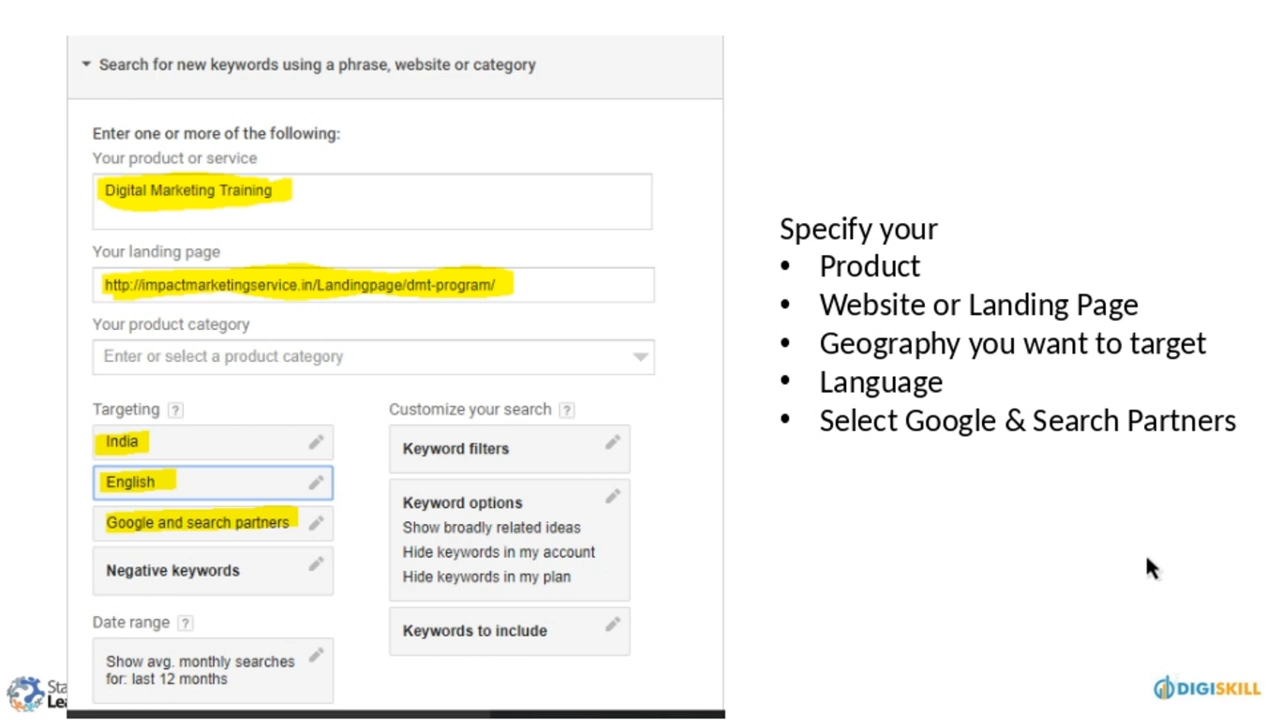 Search for new keywords using a phrase, website or category
Enter one or more of the following:
Your product or service
Digital Marketing Training
Your landing page
http://impactmarketingservice.in/Landingpage/dmt-program/
Your product category
Enter or select a product category
Targeting ?
India
English
Google and search partners
Negative keywords
Date range ?
Show avg. monthly searches
for: last 12 months
Customize your search ?
Keyword filters
Keyword options
Show broadly related ideas
Hide keywords in my account
Hide keywords in my plan
Keywords to include
Specify your
• Product
• Website or Landing Page
• Geography you want to target
• Language
• Select Google & Search Partners
DIGISKILL